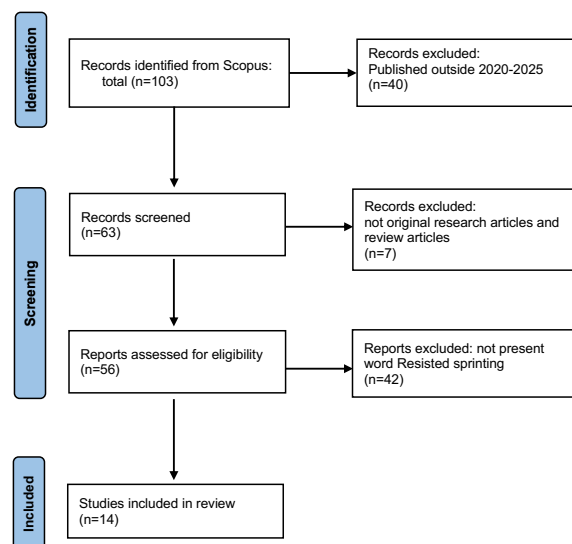 Identification
Records identified from Scopus:
total (n=103)
Records excluded:
Published outside 2020-2025
(n=40)
Screening
Records screened
(n=63)
Records excluded:
not original research articles and
review articles
(n=7)
Reports assessed for eligibility
(n=56)
Reports excluded: not present
word Resisted sprinting
(n=42)
Included
Studies included in review
(n=14)